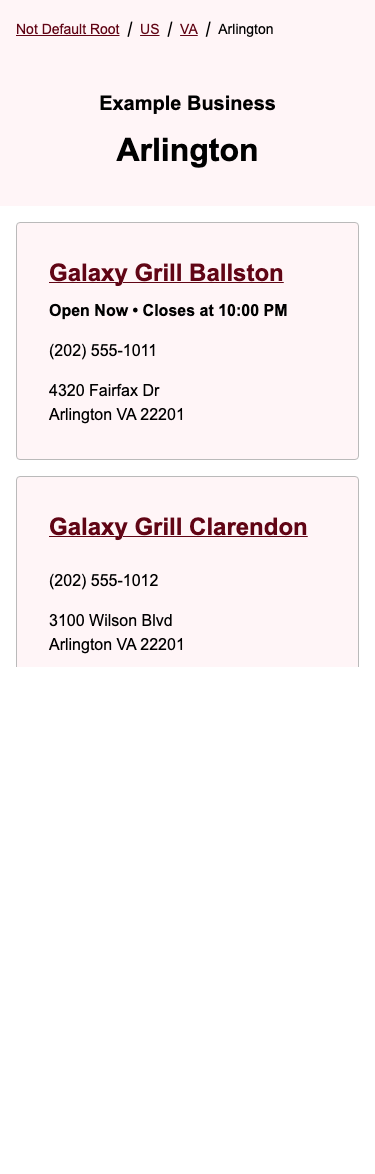 Not Default Root / US / VA / Arlington
Example Business
Arlington
Galaxy Grill Ballston
Open Now • Closes at 10:00 PM
(202) 555-1011
4320 Fairfax Dr
Arlington VA 22201
Galaxy Grill Clarendon
(202) 555-1012
3100 Wilson Blvd
Arlington VA 22201